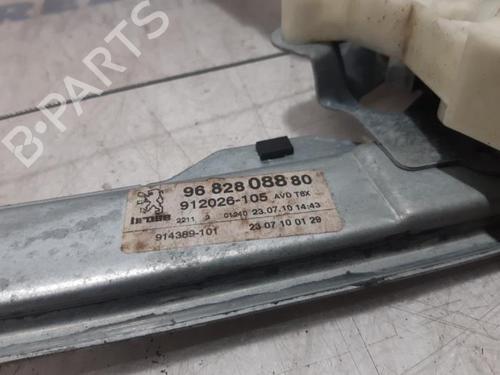 B-PARTS
96 828 088 80
912026-105 AVD T8X
2211 3 01240 23.07.10 14:43
914389-101 23 07 10 01 29